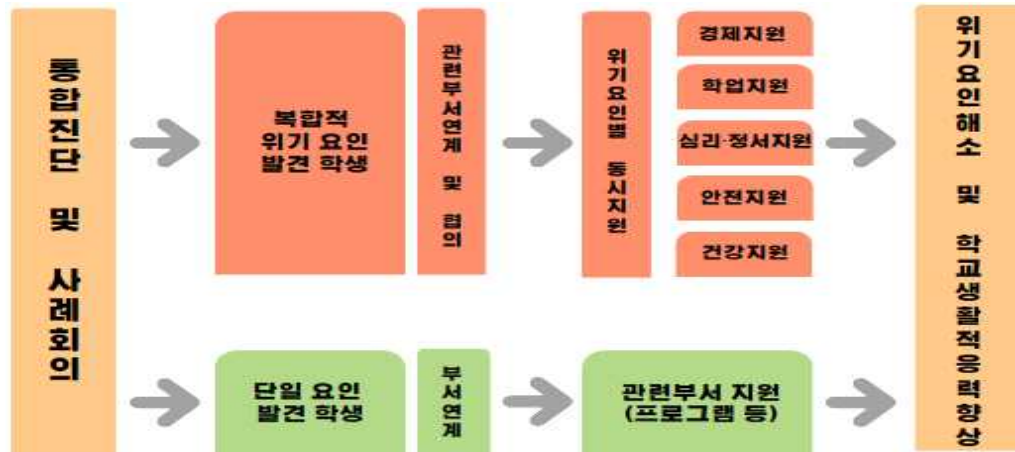 통합진단 및 사례회의
복합적
위기 요인
발견 학생
관련부서연계 및 협의
위기요인별 동시지원
경제지원
학업지원
심리·정서지원
안전지원
건강지원
단일 요인
발견 학생
부서연계
관련부서 지원
(프로그램 등)
위기요인해소 및 학교생활적응력향상